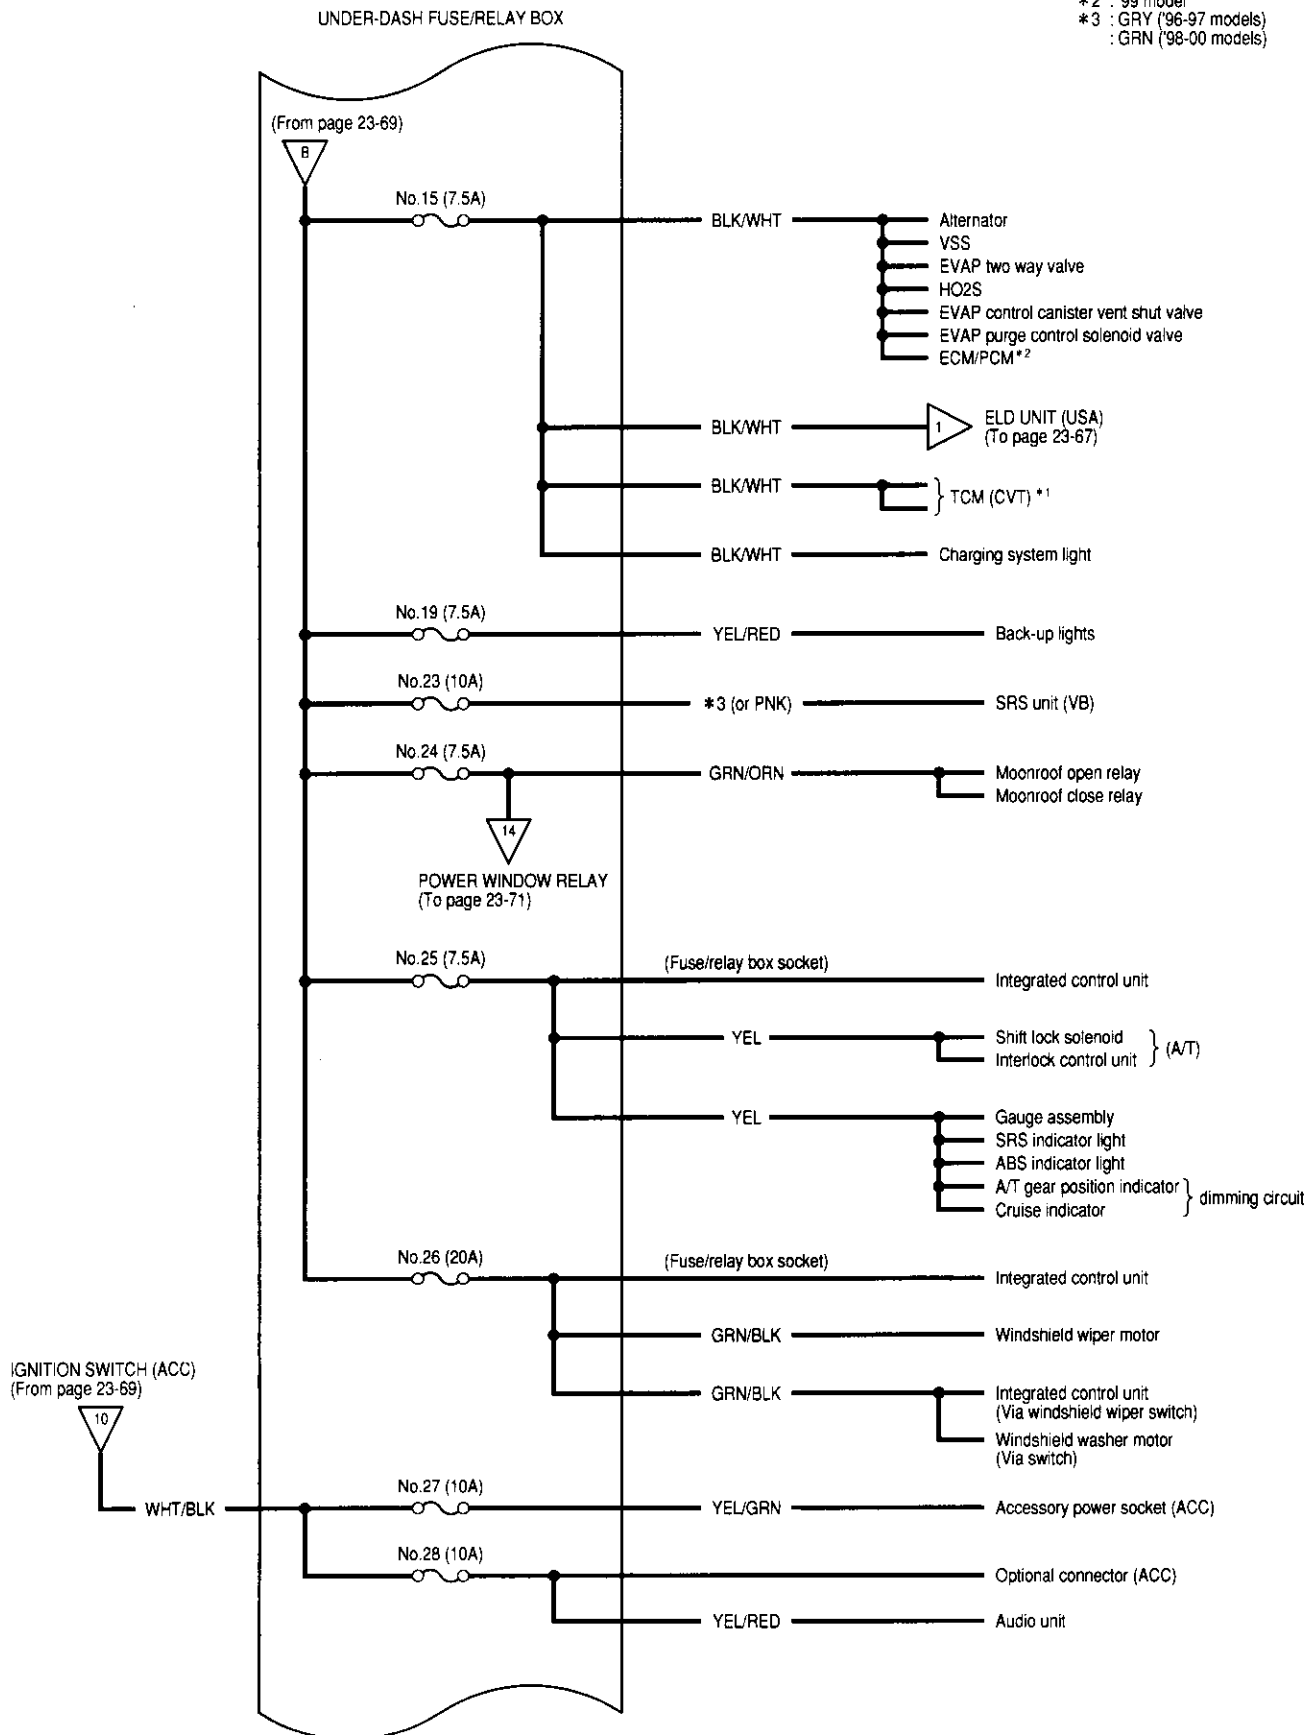 *2 : '99 model
*3 : GRY ('96-97 models)
: GRN ('98-00 models)
UNDER-DASH FUSE/RELAY BOX
(From page 23-69)
B
No.15 (7.5A)
BLK/WHT
Alternator
VSS
EVAP two way valve
HO2S
EVAP control canister vent shut valve
EVAP purge control solenoid valve
ECM/PCM*2
BLK/WHT
1
ELD UNIT (USA)
(To page 23-67)
BLK/WHT
TCM (CVT) *1
BLK/WHT
Charging system light
No.19 (7.5A)
YEL/RED
Back-up lights
No.23 (10A)
*3 (or PNK)
SRS unit (VB)
No.24 (7.5A)
GRN/ORN
Moonroof open relay
Moonroof close relay
14
POWER WINDOW RELAY
(To page 23-71)
No.25 (7.5A)
(Fuse/relay box socket)
Integrated control unit
YEL
Shift lock solenoid
Interlock control unit
(A/T)
YEL
Gauge assembly
SRS indicator light
ABS indicator light
A/T gear position indicator
Cruise indicator
dimming circuit
No.26 (20A)
(Fuse/relay box socket)
Integrated control unit
GRN/BLK
Windshield wiper motor
GRN/BLK
Integrated control unit
(Via windshield wiper switch)
Windshield washer motor
(Via switch)
IGNITION SWITCH (ACC)
(From page 23-69)
10
WHT/BLK
No.27 (10A)
YEL/GRN
Accessory power socket (ACC)
No.28 (10A)
Optional connector (ACC)
YEL/RED
Audio unit